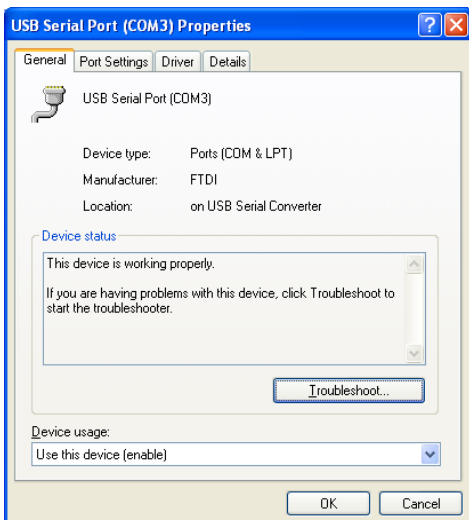 USB Serial Port (COM3) Properties
General Port Settings Driver Details
USB Serial Port (COM3)
Device type: Ports (COM & LPT)
Manufacturer: FTDI
Location: on USB Serial Converter
Device status
This device is working properly.
If you are having problems with this device, click Troubleshoot to
start the troubleshooter.
Troubleshoot...
Device usage:
Use this device (enable)
OK Cancel